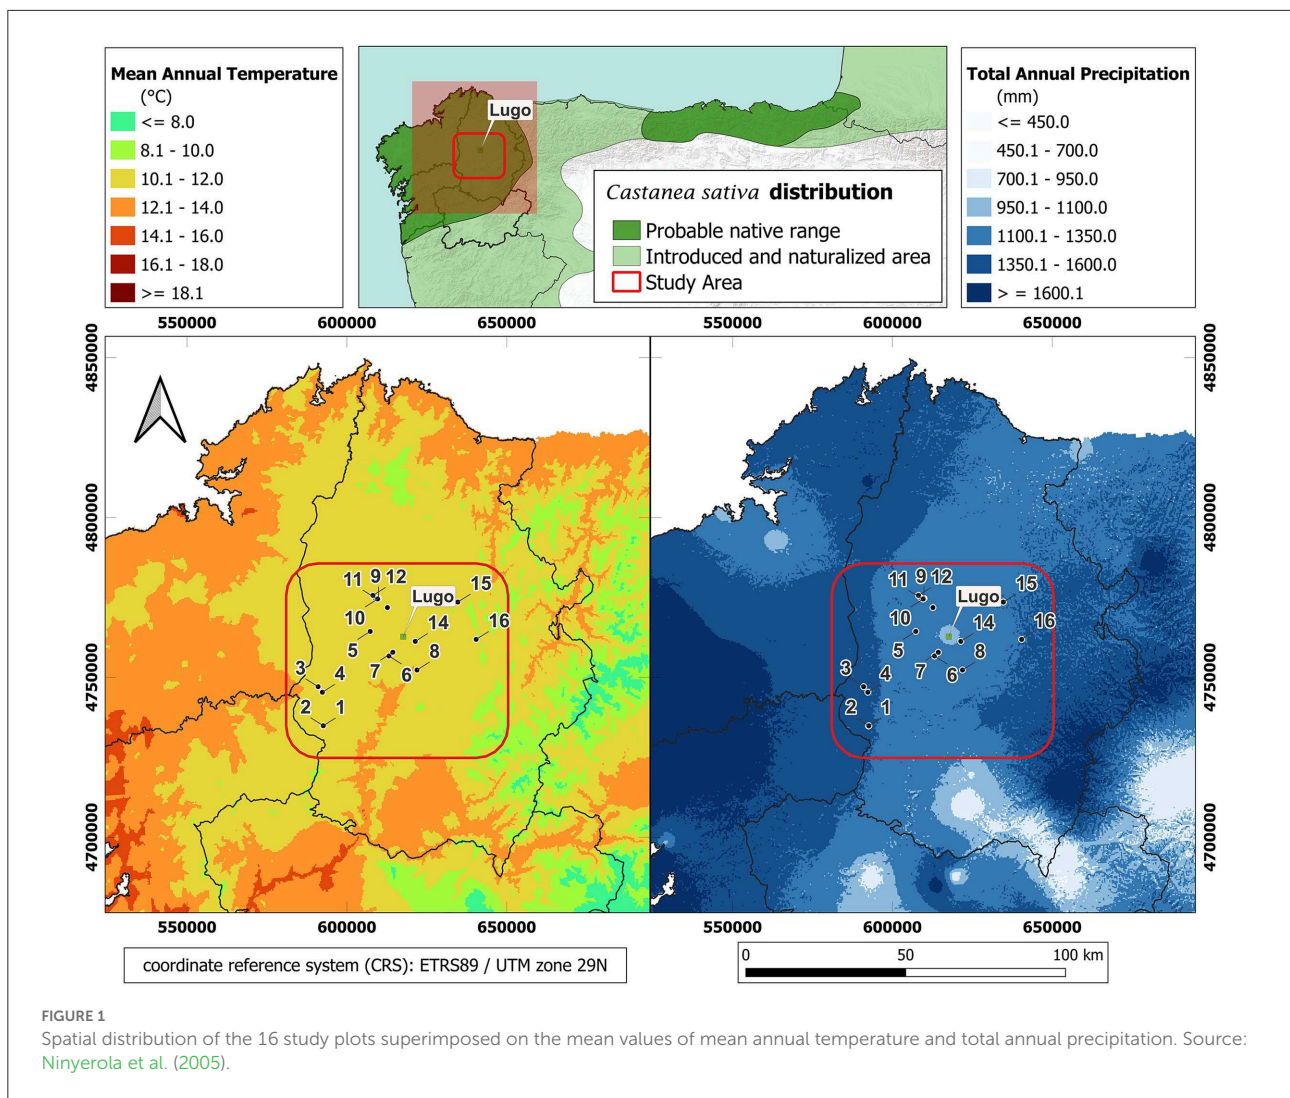 Mean Annual Temperature
(°C)
<= 8.0
8.1 - 10.0
10.1 - 12.0
12.1 - 14.0
14.1 - 16.0
16.1 - 18.0
>= 18.1
Lugo
Castanea sativa distribution
Probable native range
Introduced and naturalized area
Study Area
Total Annual Precipitation
(mm)
<= 450.0
450.1 - 700.0
700.1 - 950.0
950.1 - 1100.0
1100.1 - 1350.0
1350.1 - 1600.0
> = 1600.1
550000 600000 650000 550000 600000 650000
4850000
4800000
4750000
4700000
11 9 12
15
Lugo
10
14 16
5
8
3 4
7 6
2 1
11 9 12
15
Lugo
10
14 16
5
8
3 4
7 6
2 1
4850000
4800000
4750000
4700000
550000 600000 650000 550000 600000 650000
coordinate reference system (CRS): ETRS89 / UTM zone 29N
0 50 100 km
FIGURE 1
Spatial distribution of the 16 study plots superimposed on the mean values of mean annual temperature and total annual precipitation. Source:
Ninyerola et al. (2005).